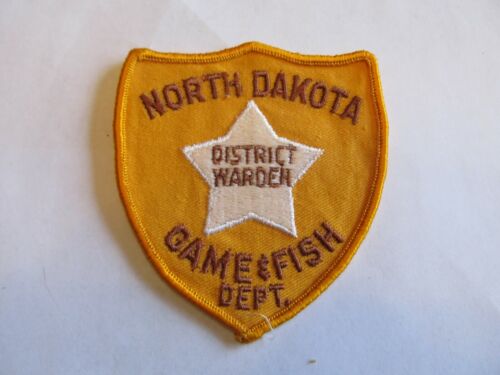 NORTH DAKOTA
DISTRICT
WARDEN
GAME & FISH
DEPT.